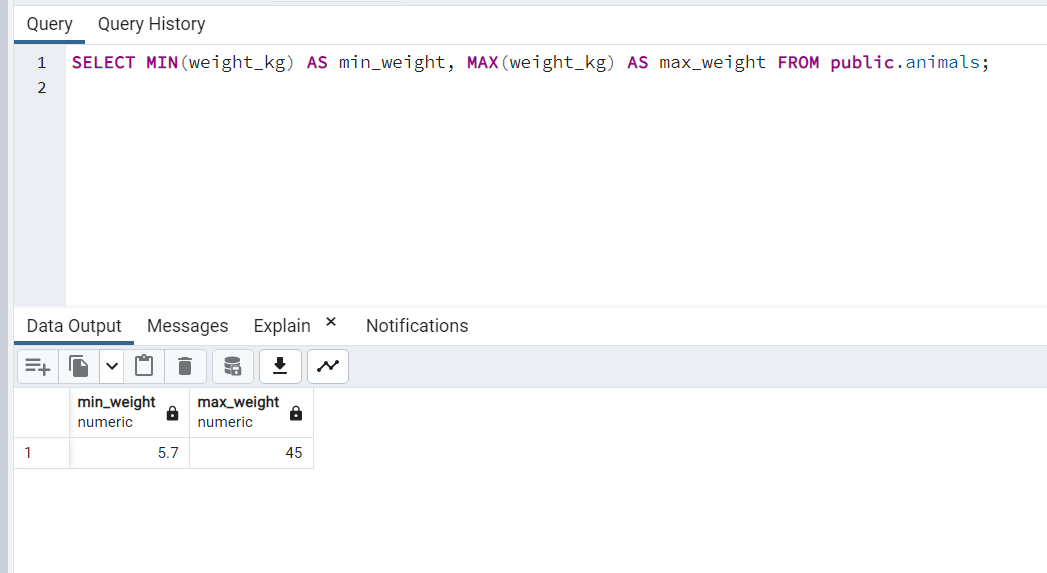 Query Query History
1 SELECT MIN(weight_kg) AS min_weight, MAX(weight_kg) AS max_weight FROM public.animals;
2
Data Output Messages Explain × Notifications
min_weight max_weight
numeric numeric
1 5.7 45